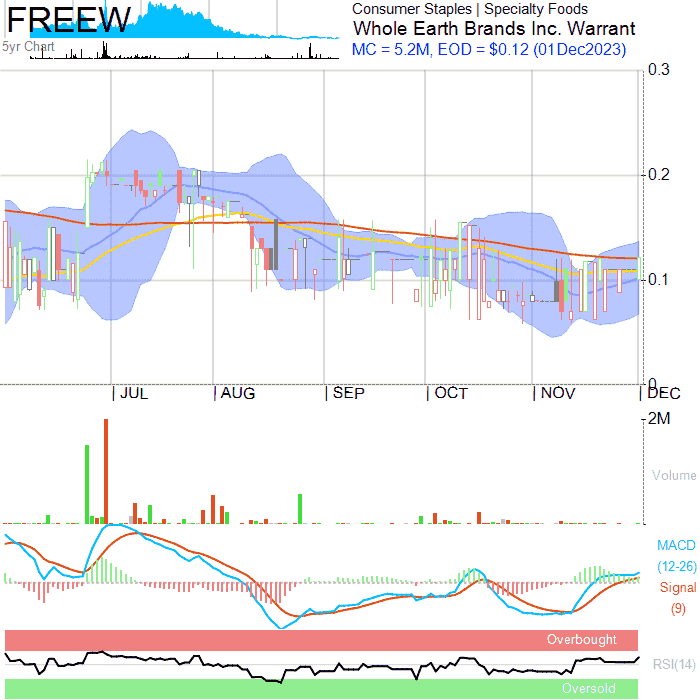 FREEW
5yr Chart
Consumer Staples | Specialty Foods
Whole Earth Brands Inc. Warrant
MC = 5.2M, EOD = $0.12 (01Dec2023)
0.3
0.2
0.1
0
JUL
AUG
SEP
OCT
NOV
DEC
2M
Volume
MACD
(12-26)
Signal
(9)
Overbought
RSI(14)
Oversold